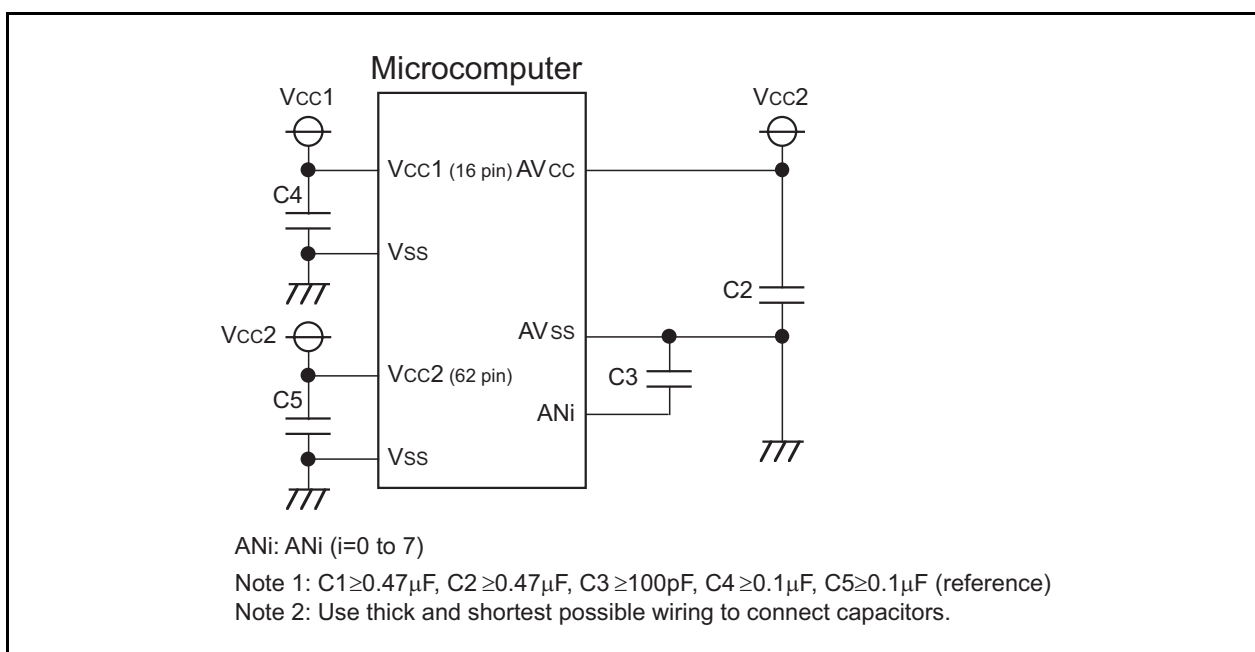 Microcomputer
VCC1
VCC2
VCC1 (16 pin) AVCC
C4
VSS
C2
VCC2
AVSS
VCC2 (62 pin)
C3
C5
ANi
VSS
ANi: ANi (i=0 to 7)
Note 1: C1≥0.47μF, C2 ≥0.47μF, C3 ≥100pF, C4 ≥0.1μF, C5≥0.1μF (reference)
Note 2: Use thick and shortest possible wiring to connect capacitors.